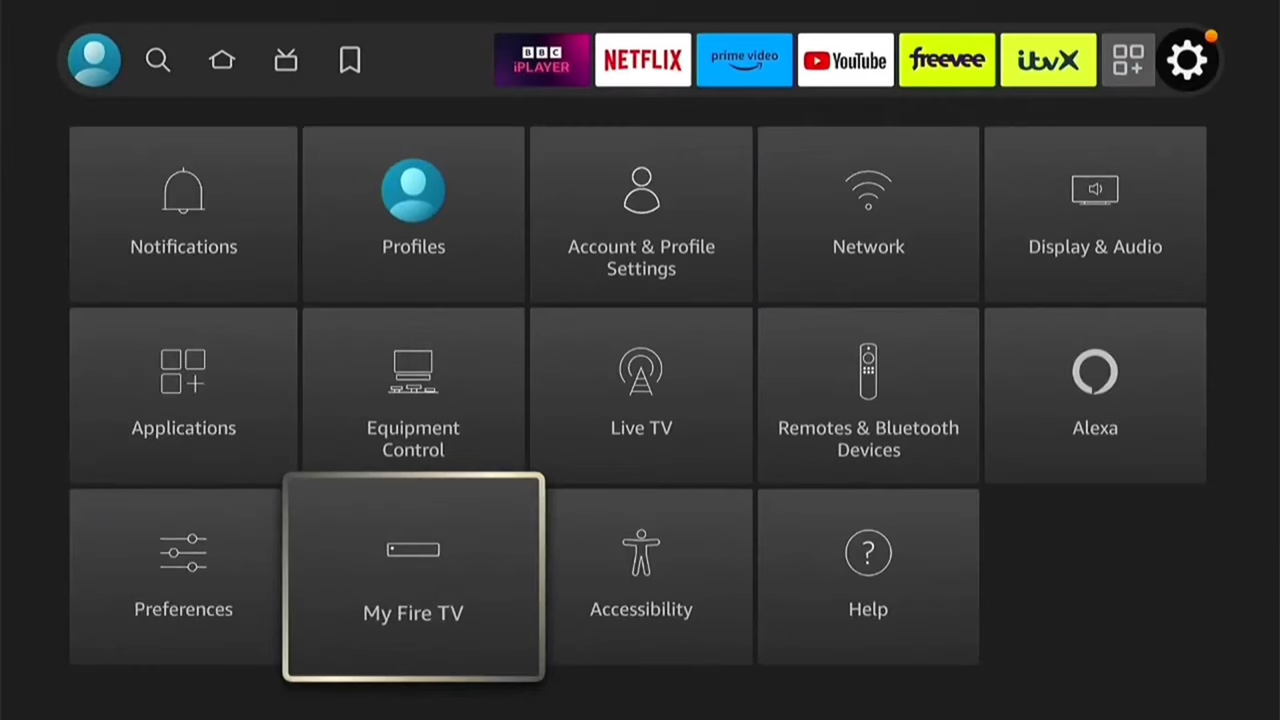 BBC
iPLAYER
NETFLIX
prime video
YouTube
freevee
itvX
Notifications
Profiles
Account & Profile
Settings
Network
Display & Audio
Applications
Equipment
Control
Live TV
Remotes & Bluetooth
Devices
Alexa
Preferences
My Fire TV
Accessibility
?
Help